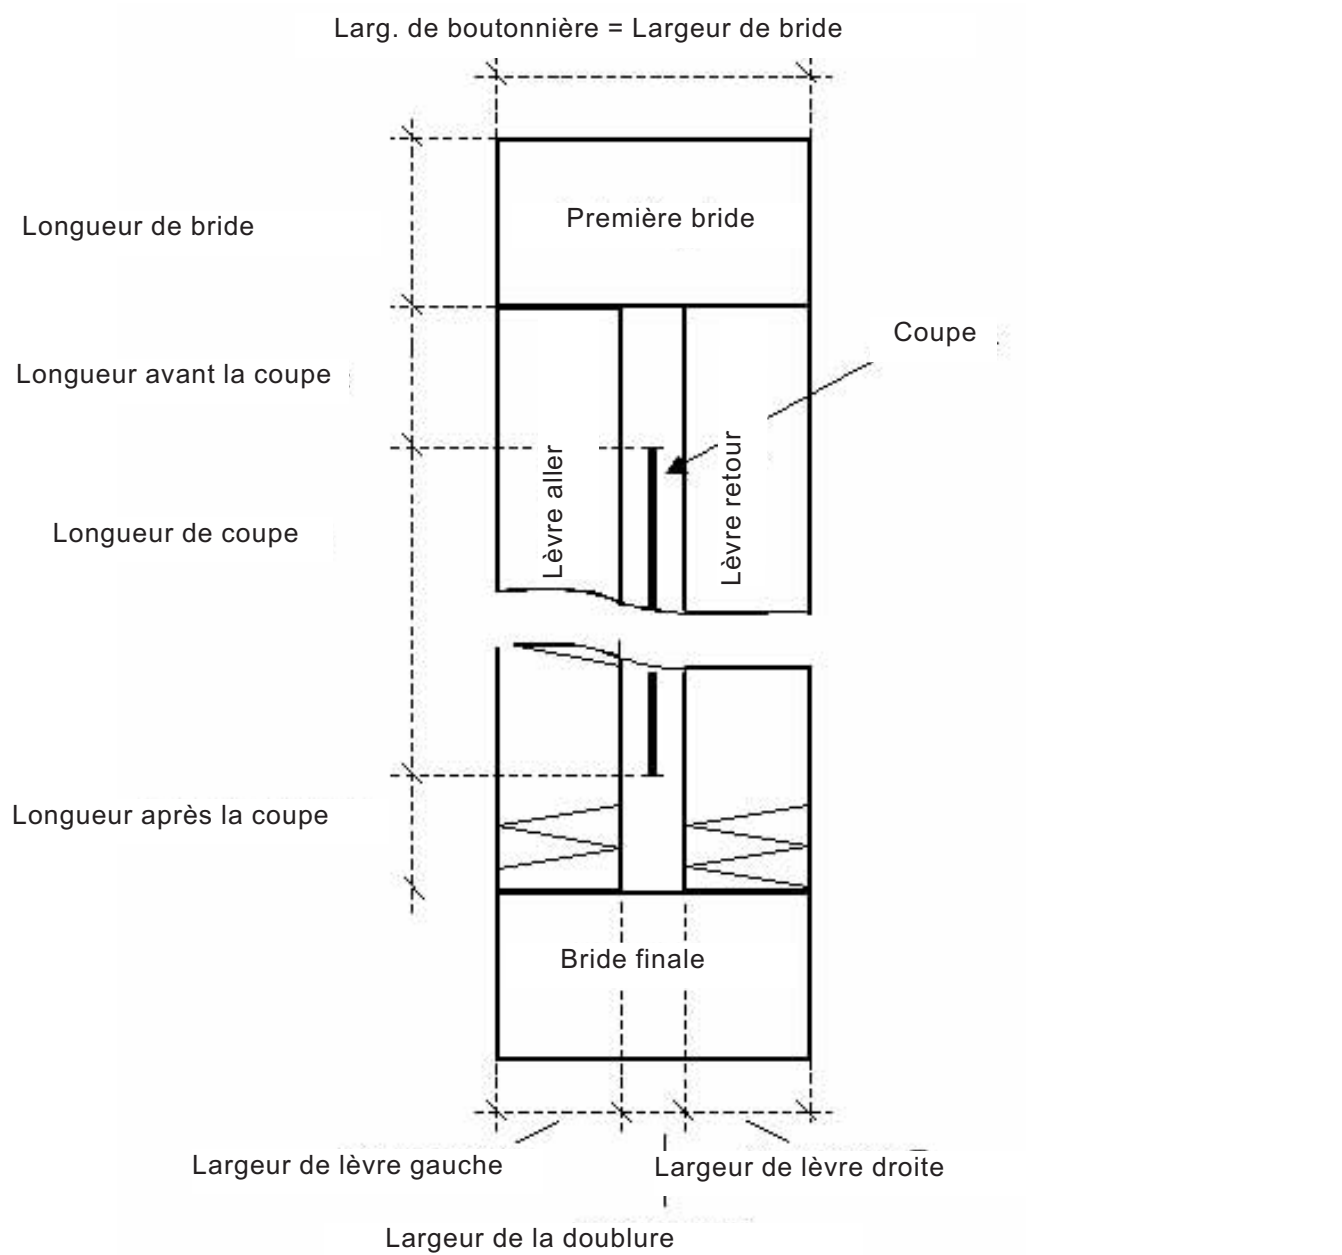 Larg. de boutonnière = Largeur de bride
Première bride
Longueur de bride
Coupe
Longueur avant la coupe
Lèvre aller
Lèvre retour
Longueur de coupe
Longueur après la coupe
Bride finale
Largeur de lèvre gauche
Largeur de lèvre droite
Largeur de la doublure